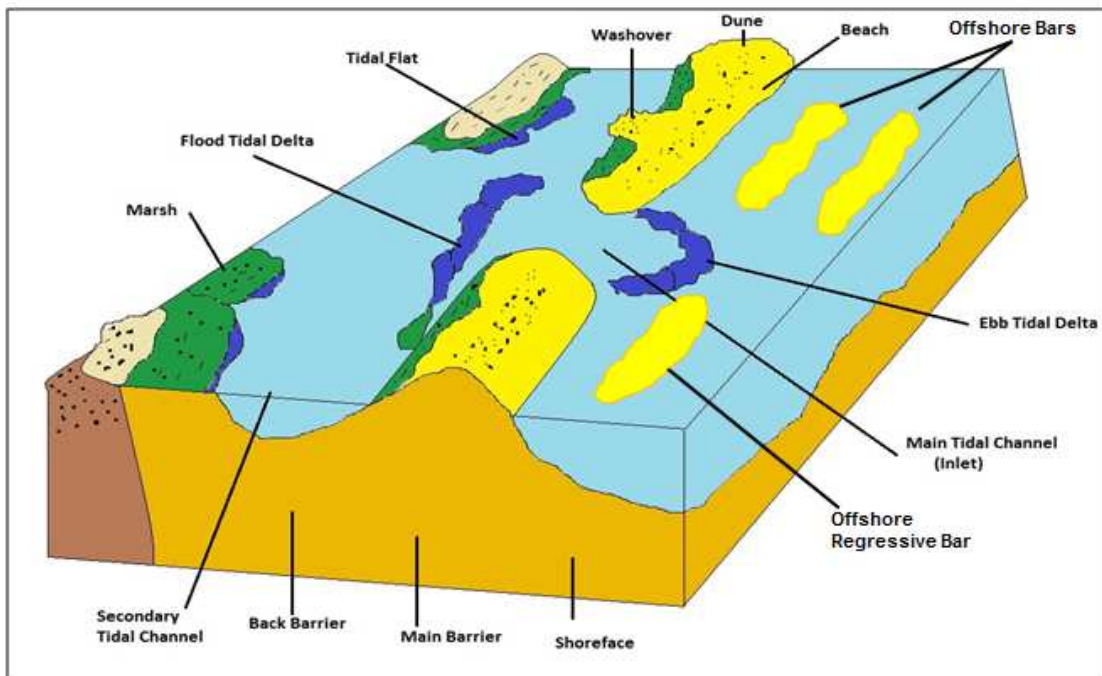 Dune
Offshore Bars
Washover
Beach
Tidal Flat
Flood Tidal Delta
Marsh
Ebb Tidal Delta
Main Tidal Channel
(Inlet)
Offshore
Regressive Bar
Secondary
Tidal Channel
Back Barrier
Main Barrier
Shoreface